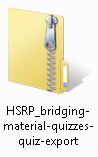 HSRP_bridging-
material-quizzes-
quiz-export